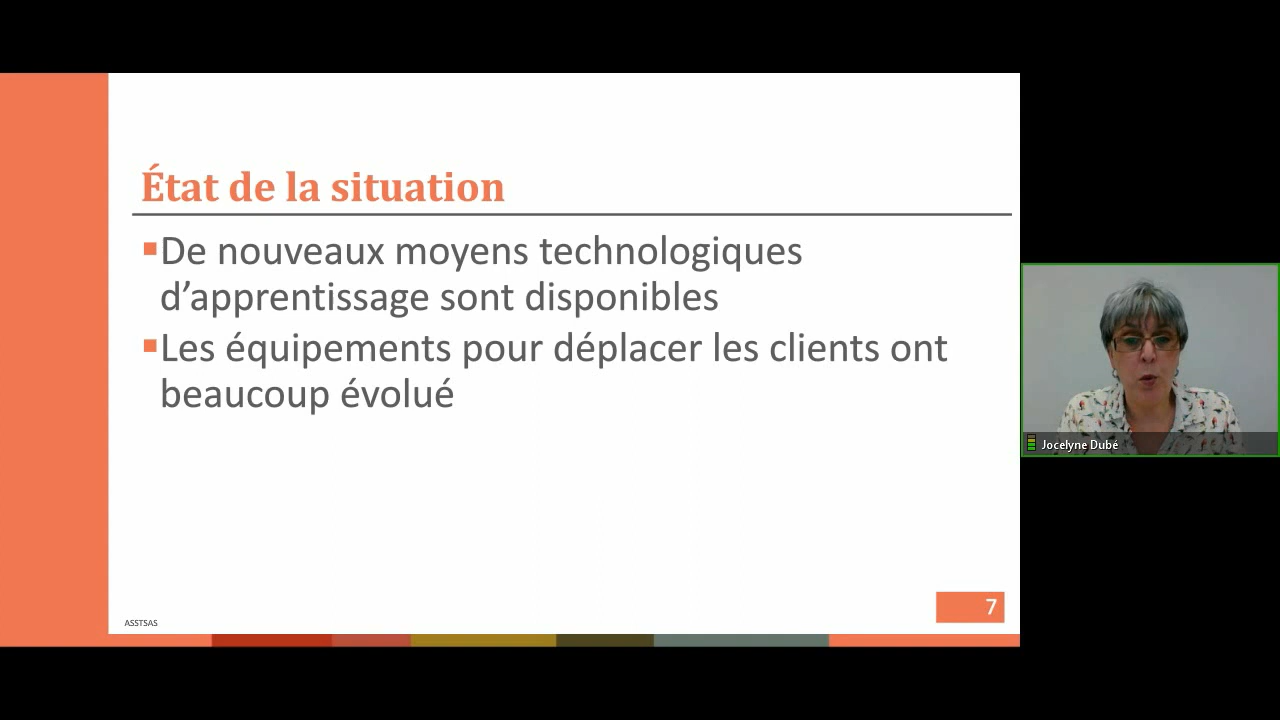 État de la situation
▪De nouveaux moyens technologiques
d’apprentissage sont disponibles
▪Les équipements pour déplacer les clients ont
beaucoup évolué
Jocelyne Dubé
7
ASSTSAS